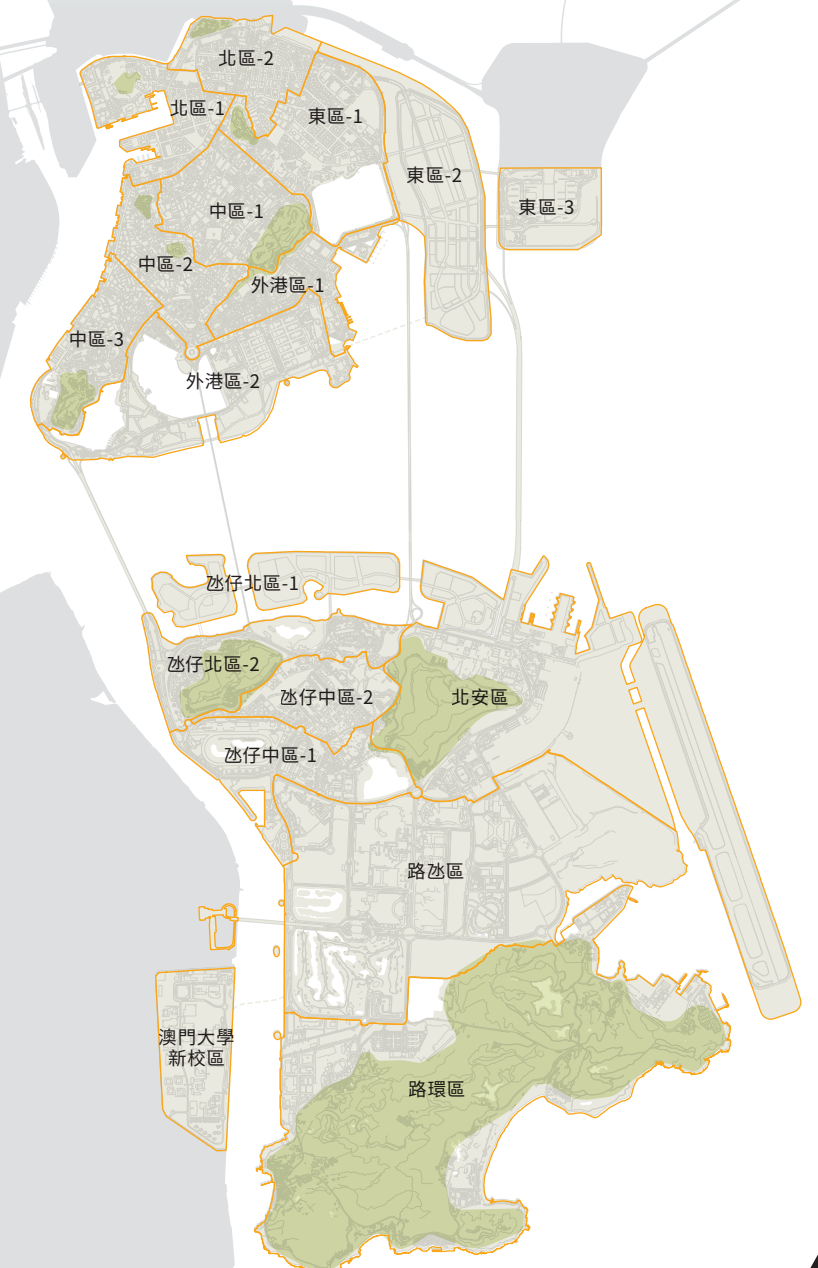 北區-2
北區-1
東區-1
東區-2
東區-3
中區-1
中區-2
外港區-1
中區-3
外港區-2
氹仔北區-1
氹仔北區-2
氹仔中區-2
北安區
氹仔中區-1
路氹區
澳門大學
新校區
路環區